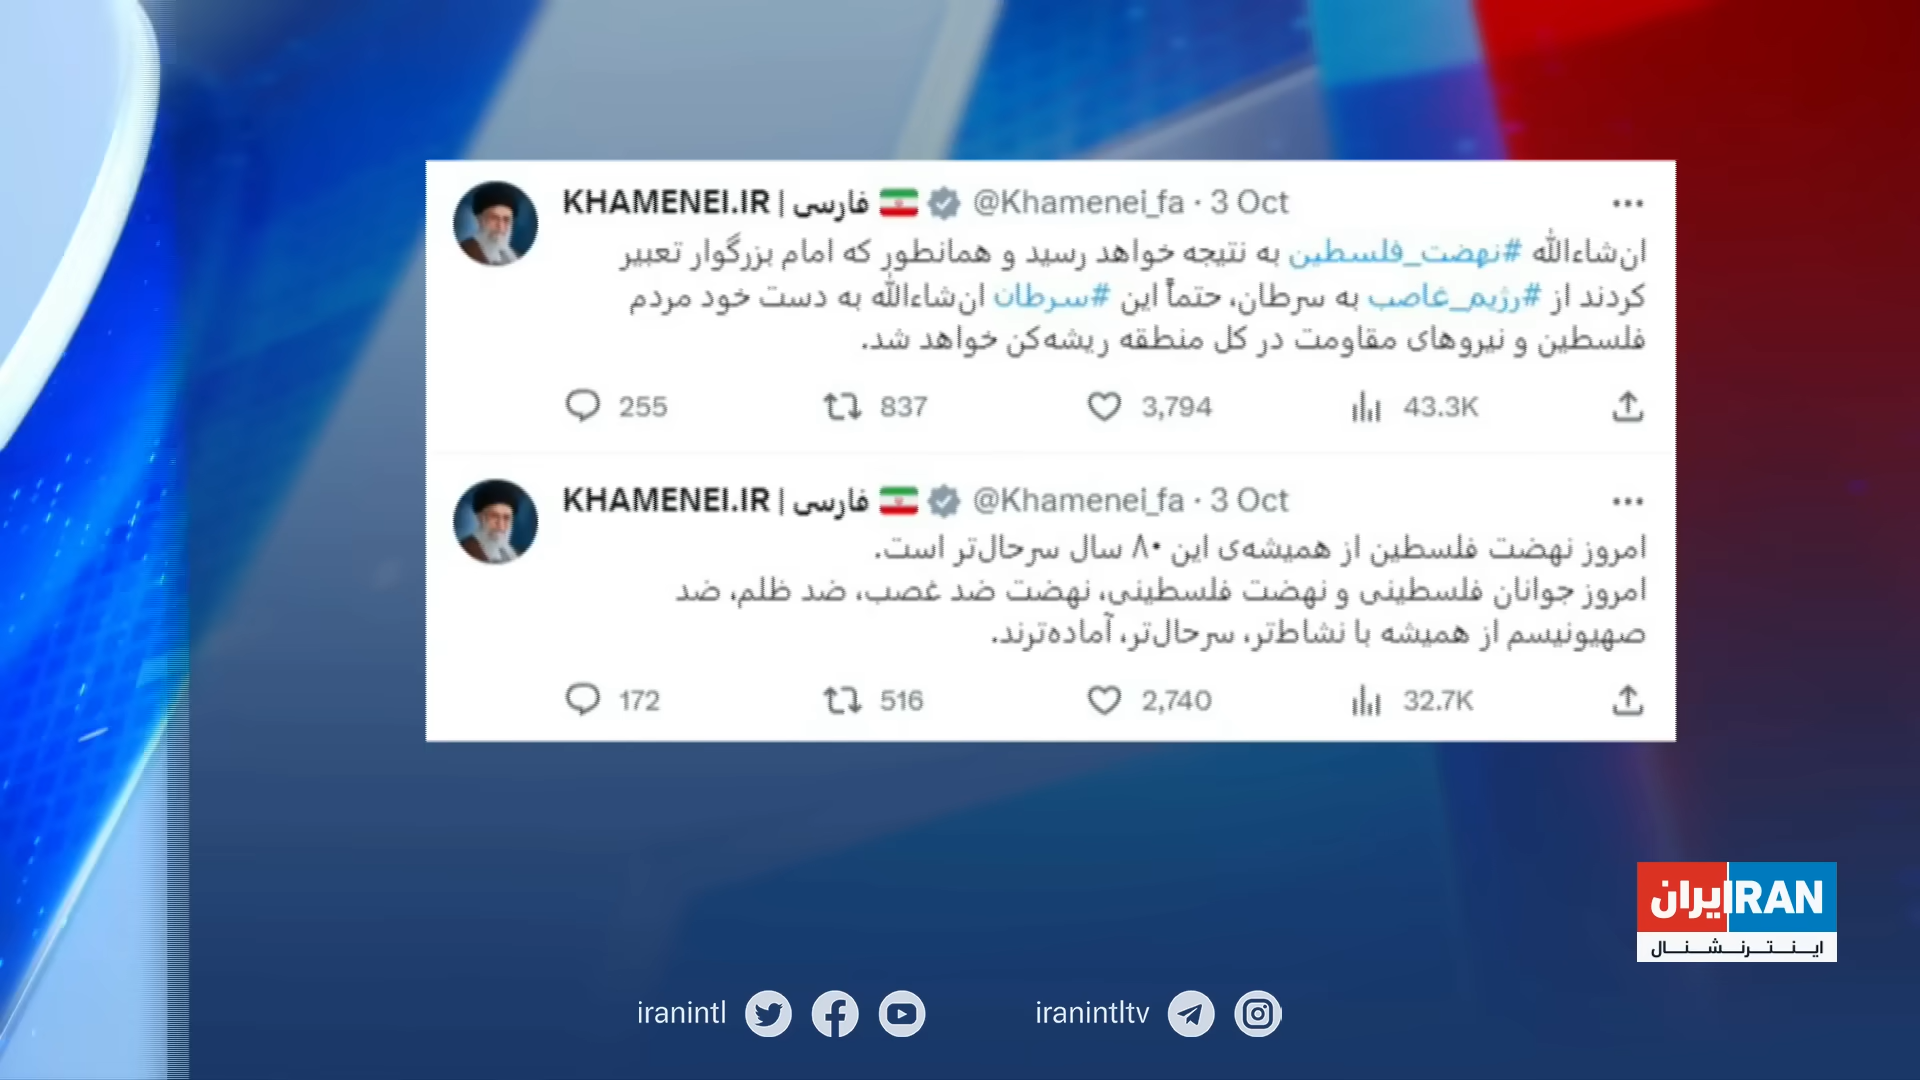 KHAMENEI.IR | فارسی @Khamenei_fa · 3 Oct
ان‌شاءاللّه #نهضت_فلسطین به نتیجه خواهد رسید و همانطور که امام بزرگوار تعبیر
کردند از #رژیم_غاصب به سرطان، حتماً این #سرطان ان‌شاءاللّه به دست خود مردم
فلسطین و نیروهای مقاومت در کل منطقه ریشه‌کن خواهد شد.
255 837 3,794 43.3K
KHAMENEI.IR | فارسی @Khamenei_fa · 3 Oct
امروز نهضت فلسطین از همیشه‌ی این ۸۰ سال سرحال‌تر است.
امروز جوانان فلسطینی و نهضت فلسطینی، نهضت ضد غصب، ضد ظلم، ضد
صهیونیسم از همیشه با نشاط‌تر، سرحال‌تر، آماده‌ترند.
172 516 2,740 32.7K
ایران IRAN
اینترنشنال
iranintl iranintltv